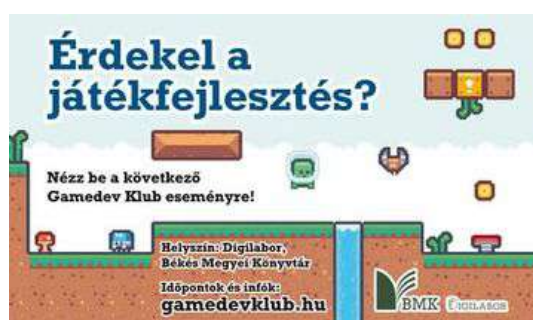 Érdekel a
játékfejlesztés?
Nézz be a következő
Gamedev Klub eseményre!
Helyszín: Digilabor,
Békés Megyei Könyvtár
Időpontok és infók:
gamedevklub.hu
BMK DIGILABOR